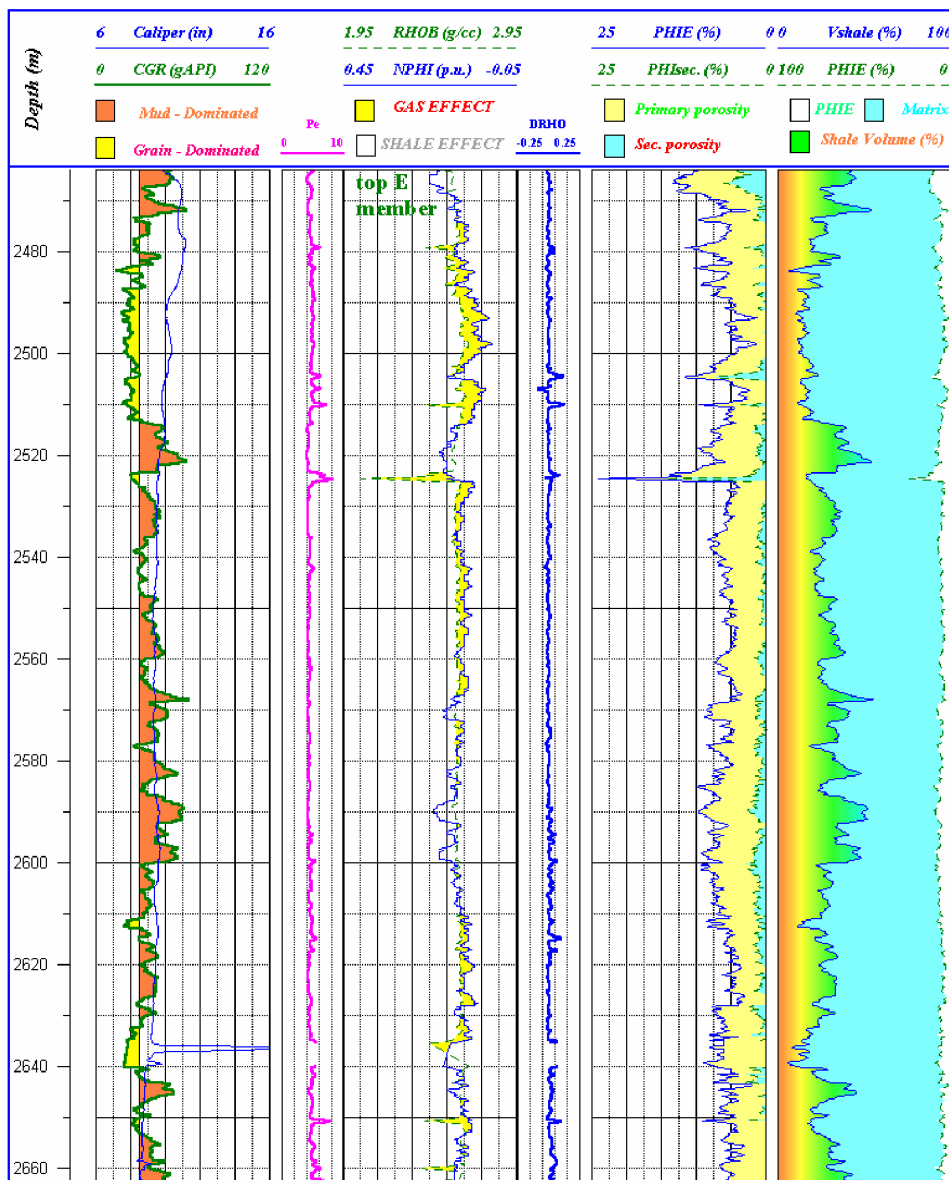 Depth (m)
6 Caliper (in) 16
0 CGR (gAPI) 120
Mud - Dominated
Grain - Dominated
Pe
0 10
1.95 RHOB (g/cc) 2.95
0.45 NPHI (p.u.) -0.05
GAS EFFECT
SHALE EFFECT
DRHO
-0.25 0.25
25 PHIE (%) 0
25 PHIsec. (%) 0
Primary porosity
Sec. porosity
0 Vshale (%) 100
100 PHIE (%) 0
PHIE Matrix
Shale Volume (%)
top E
member
2480
2500
2520
2540
2560
2580
2600
2620
2640
2660